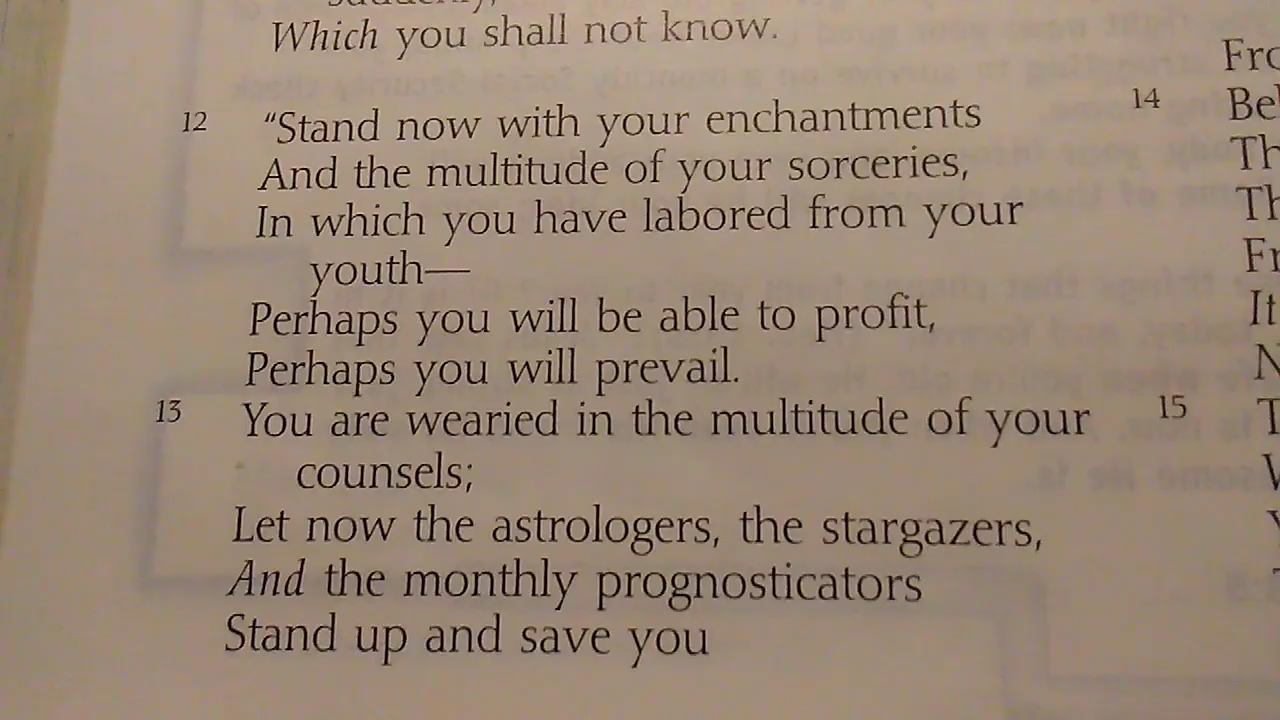 Which you shall not know.
12 “Stand now with your enchantments
And the multitude of your sorceries,
In which you have labored from your
youth—
Perhaps you will be able to profit,
Perhaps you will prevail.
13 You are wearied in the multitude of your
counsels;
Let now the astrologers, the stargazers,
And the monthly prognosticators
Stand up and save you
14
15